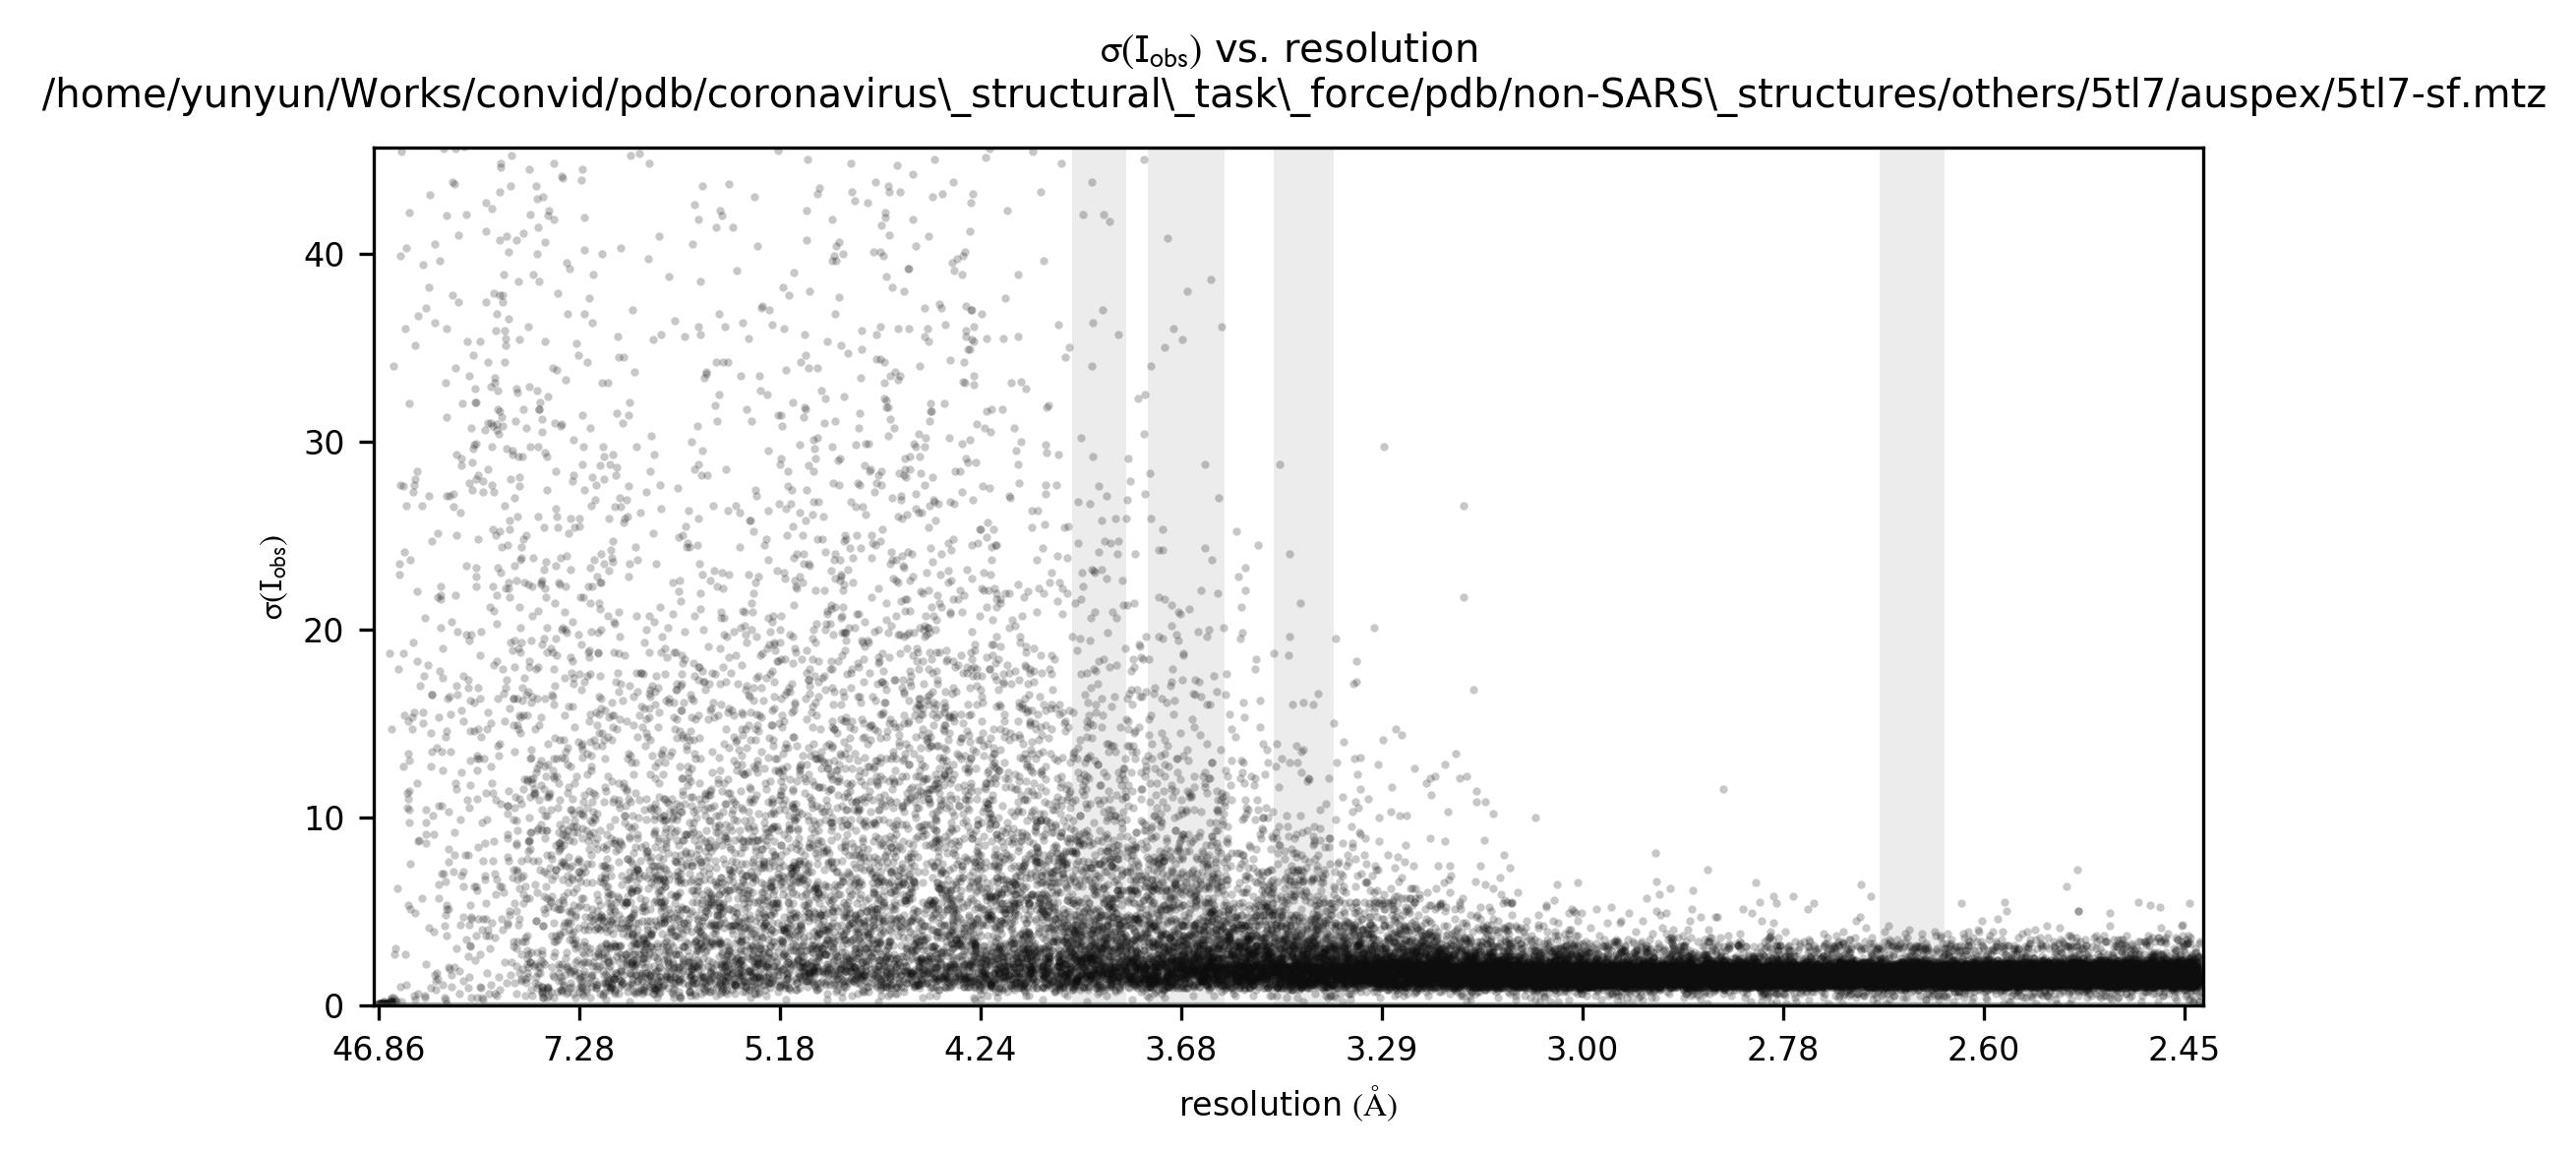 σ(I_obs) vs. resolution
/home/yunyun/Works/convid/pdb/coronavirus\_structural\_task\_force/pdb/non-SARS\_structures/others/5tl7/auspex/5tl7-sf.mtz
40
30
20
10
0
σ(I_obs)
46.86 7.28 5.18 4.24 3.68 3.29 3.00 2.78 2.60 2.45
resolution (Å)